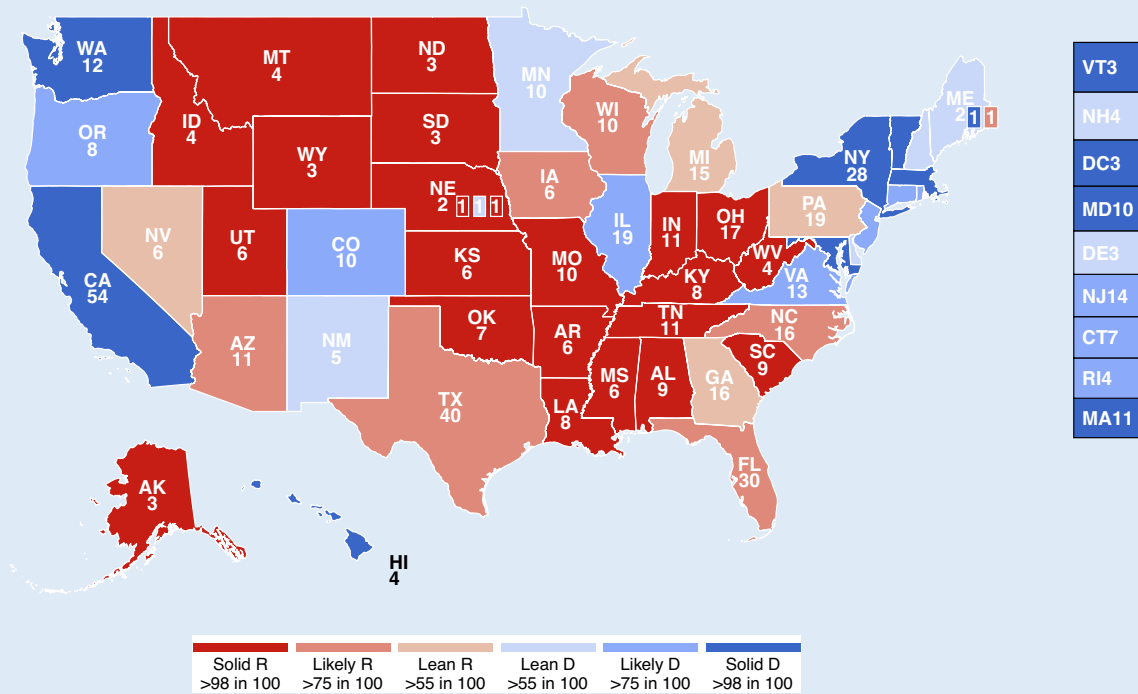 WA
12
OR
8
CA
54
NV
6
ID
4
MT
4
WY
3
UT
6
AZ
11
CO
10
NM
5
ND
3
SD
3
NE
2 1 1 1
KS
6
OK
7
TX
40
MN
10
IA
6
MO
10
AR
6
LA
8
WI
10
IL
19
MI
15
IN
11
OH
17
KY
8
TN
11
MS
6
AL
9
GA
16
FL
30
SC
9
NC
16
VA
13
WV
4
PA
19
NY
28
ME
2 1 1
VT3
NH4
DC3
MD10
DE3
NJ14
CT7
RI4
MA11
AK
3
HI
4
Solid R
>98 in 100
Likely R
>75 in 100
Lean R
>55 in 100
Lean D
>55 in 100
Likely D
>75 in 100
Solid D
>98 in 100